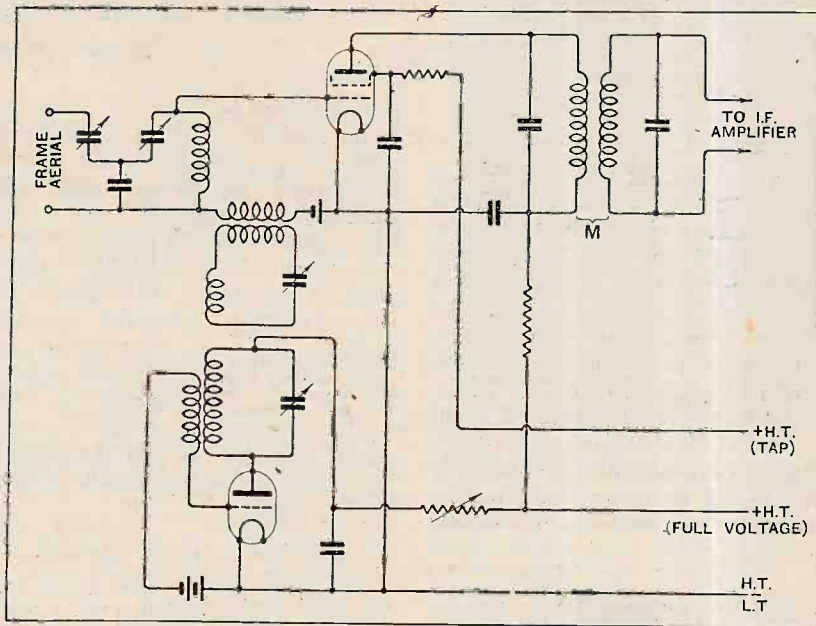 FRAME
AERIAL
TO I.F.
AMPLIFIER
M
+H.T.
(TAP)
+H.T.
(FULL VOLTAGE)
H.T.
L.T